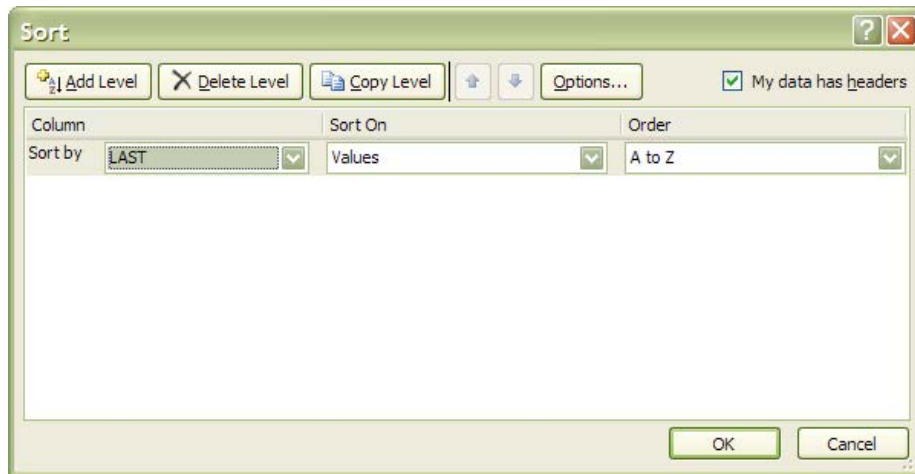 Sort
Add Level Delete Level Copy Level Options... My data has headers
Column Sort On Order
Sort by LAST Values A to Z
OK Cancel